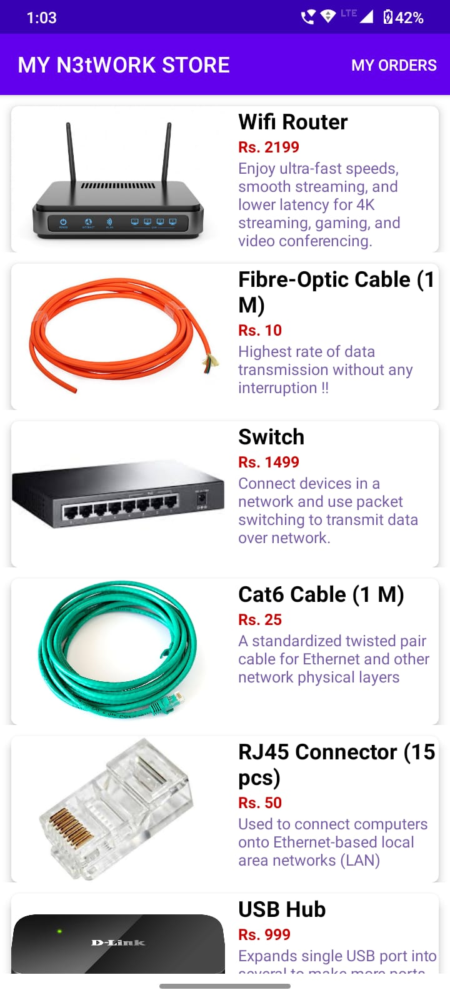 1:03
LTE
42%
MY N3tWORK STORE
MY ORDERS
Wifi Router
Rs. 2199
Enjoy ultra-fast speeds,
smooth streaming, and
lower latency for 4K
streaming, gaming, and
video conferencing.
Fibre-Optic Cable (1
M)
Rs. 10
Highest rate of data
transmission without any
interruption !!
Switch
Rs. 1499
Connect devices in a
network and use packet
switching to transmit data
over network.
Cat6 Cable (1 M)
Rs. 25
A standardized twisted pair
cable for Ethernet and other
network physical layers
RJ45 Connector (15
pcs)
Rs. 50
Used to connect computers
onto Ethernet-based local
area networks (LAN)
D-Link
USB Hub
Rs. 999
Expands single USB port into
several to make more ports